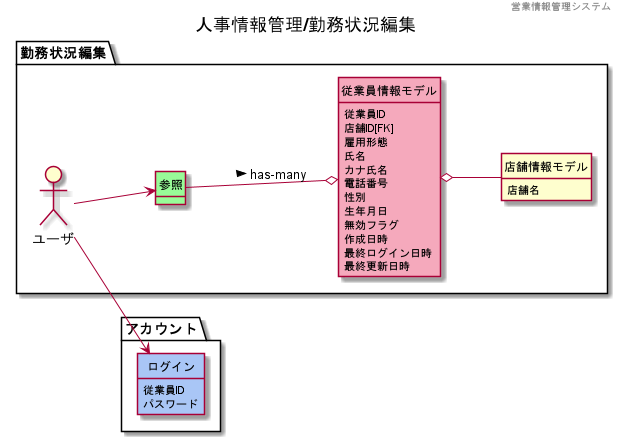 営業情報管理システム
人事情報管理/勤務状況編集
勤務状況編集
従業員情報モデル
従業員ID
店舗ID[FK]
雇用形態
氏名
カナ氏名
電話番号
性別
生年月日
無効フラグ
作成日時
最終ログイン日時
最終更新日時
店舗情報モデル
店舗名
参照
has-many
ユーザ
アカウント
ログイン
従業員ID
パスワード